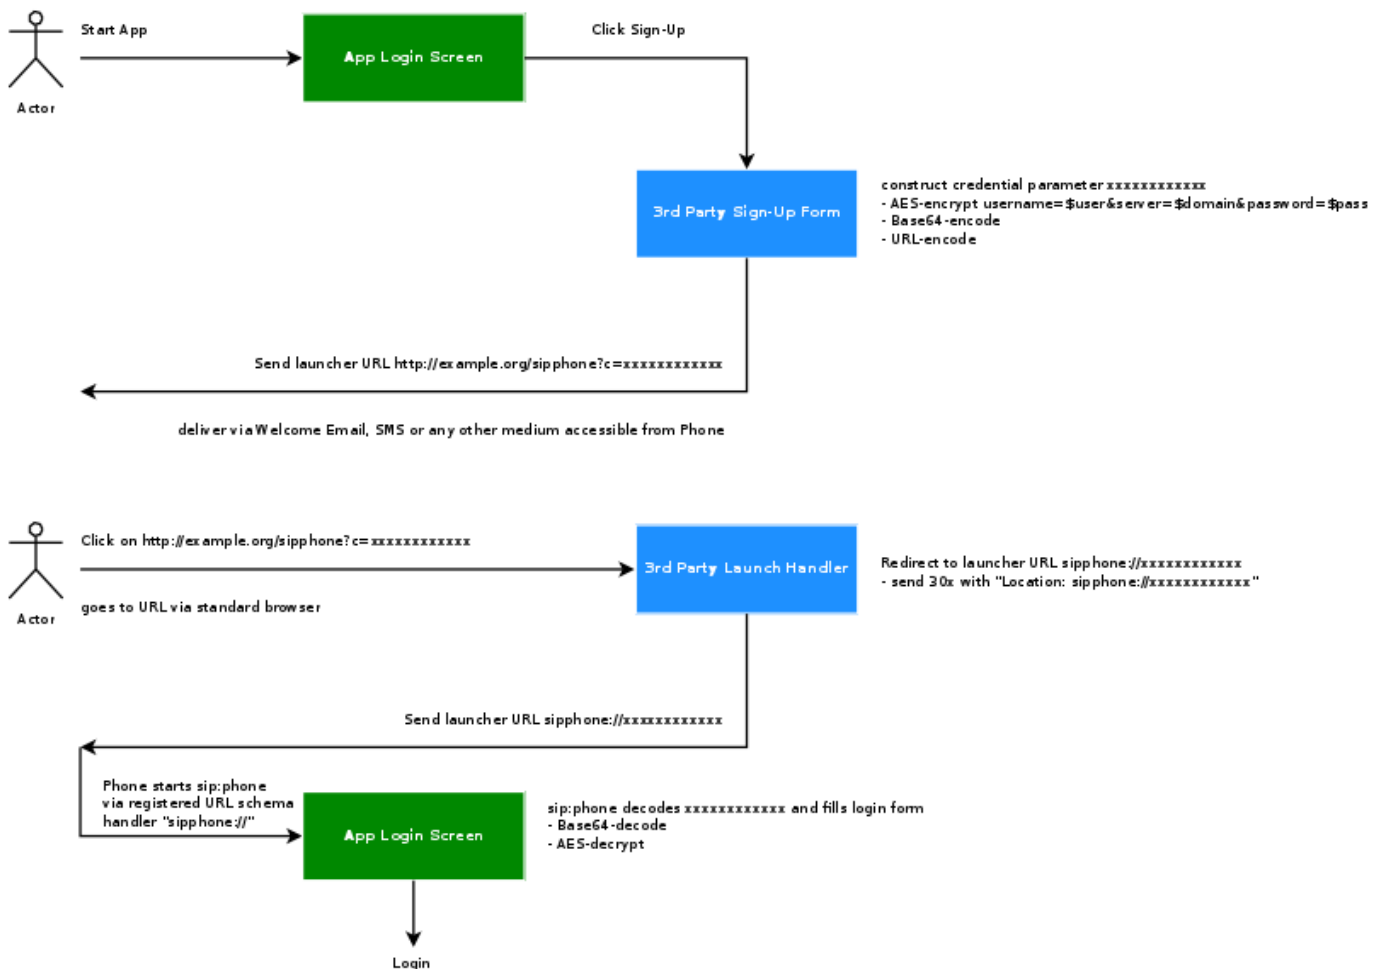 Start App
Click Sign-Up
App Login Screen
Actor
3rd Party Sign-Up Form
construct credential parameter xxxxxxxxxxxx
- AES-encrypt username=$user&server=$domain&password=$pass
- Base64-encode
- URL-encode
Send launcher URL http://example.org/sipphone?c=xxxxxxxxxxxx
deliver via Welcome Email, SMS or any other medium accessible from Phone
Click on http://example.org/sipphone?c=xxxxxxxxxxxx
3rd Party Launch Handler
Redirect to launcher URL sipphone://xxxxxxxxxxxx
- send 30x with "Location: sipphone://xxxxxxxxxxxx"
goes to URL via standard browser
Actor
Send launcher URL sipphone://xxxxxxxxxxxx
Phone starts sip:phone
via registered URL schema
handler "sipphone://"
App Login Screen
sip:phone decodes xxxxxxxxxxxx and fills login form
- Base64-decode
- AES-decrypt
Login